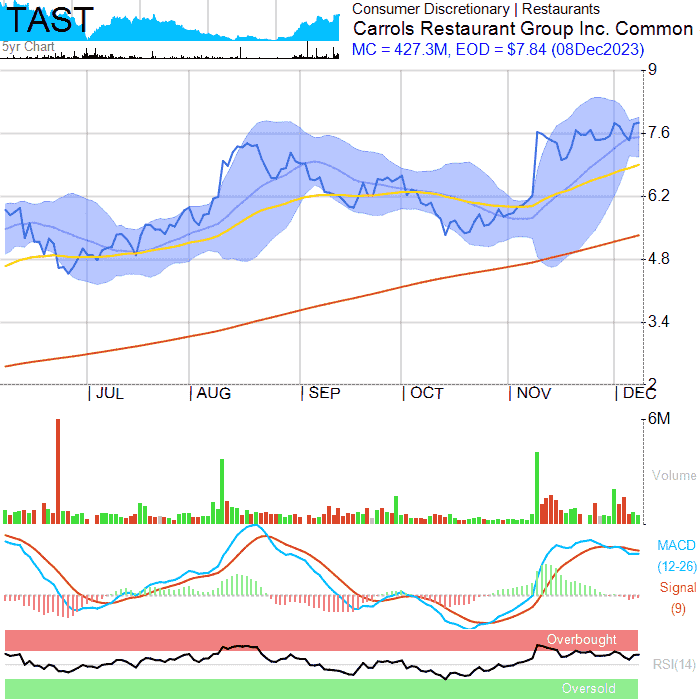 TAST
5yr Chart
Consumer Discretionary | Restaurants
Carrols Restaurant Group Inc. Common
MC = 427.3M, EOD = $7.84 (08Dec2023)
9
7.6
6.2
4.8
3.4
2
JUL AUG SEP OCT NOV DEC
6M
Volume
MACD
(12-26)
Signal
(9)
Overbought
RSI(14)
Oversold